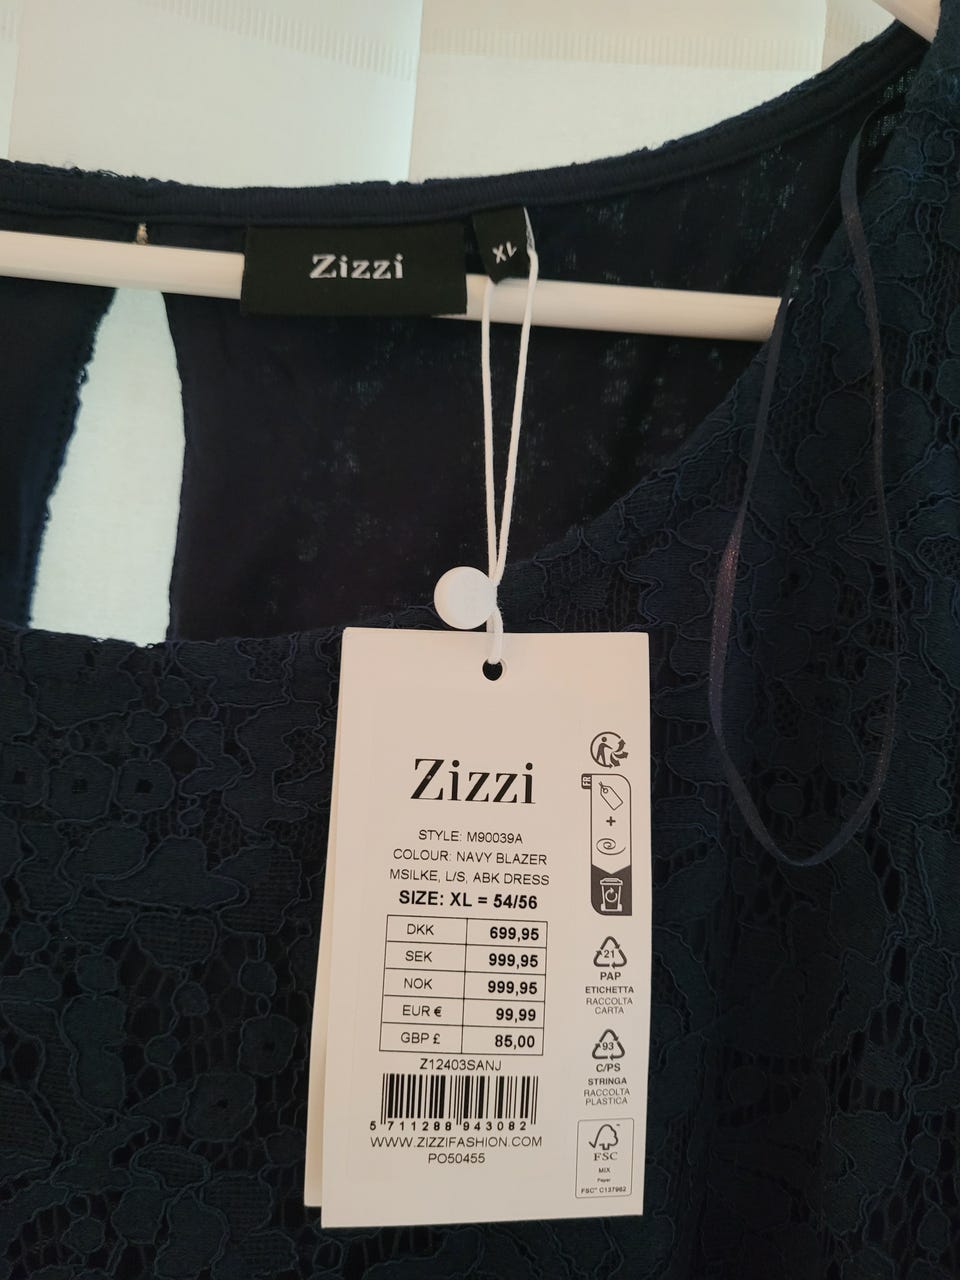 Zizzi
XL
Zizzi
STYLE: M90039A
COLOUR: NAVY BLAZER
MSILKE, L/S, ABK DRESS
SIZE: XL = 54/56
DKK 699,95
SEK 999,95
NOK 999,95
EUR € 99,99
GBP £ 85,00
Z12403SANJ
5 711288 943082
WWW.ZIZZIFASHION.COM
PO50455
FR
+
21
PAP
ETICHETTA
RACCOLTA
CARTA
93
C/PS
STRINGA
RACCOLTA
PLASTICA
FSC
MIX
Paper
FSC® C137982